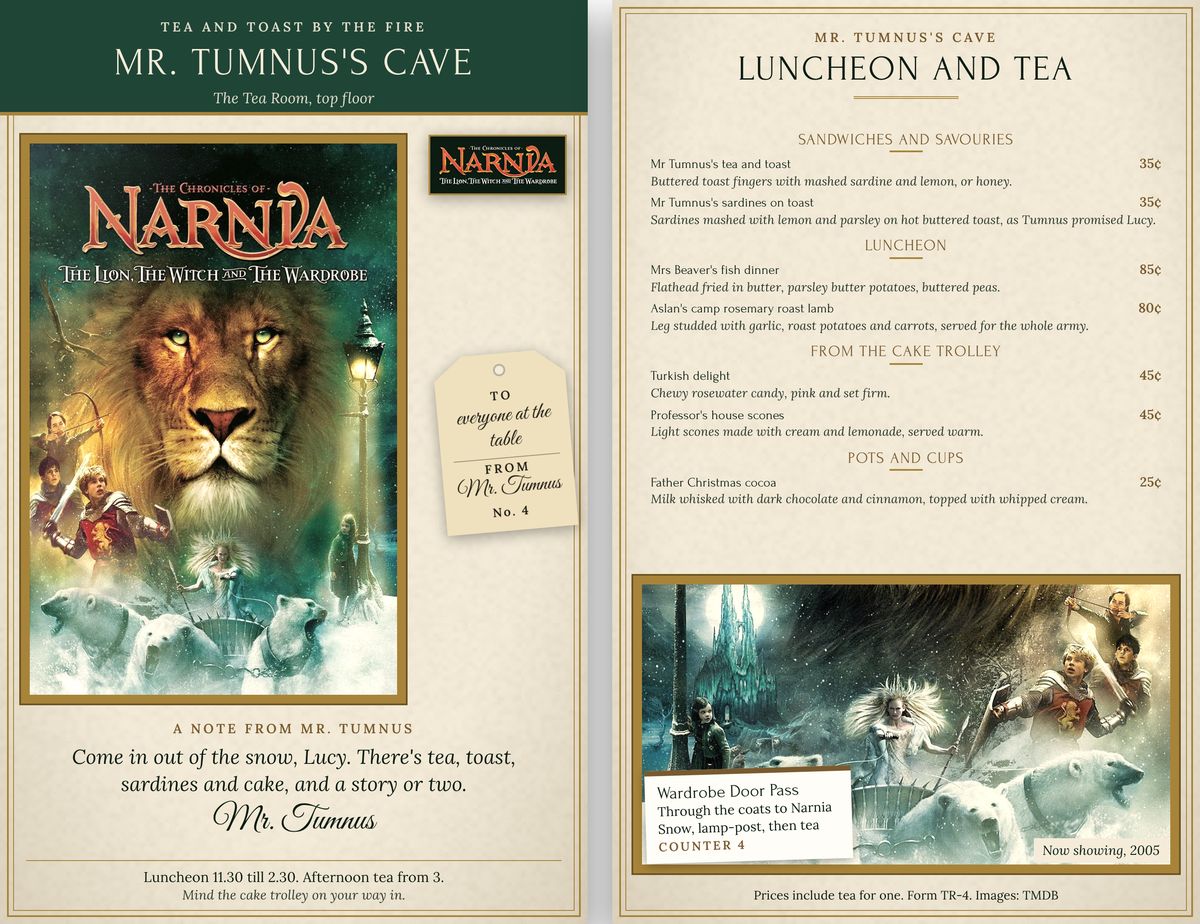 TEA AND TOAST BY THE FIRE
MR. TUMNUS'S CAVE
The Tea Room, top floor
·THE CHRONICLES OF·
NARNIA
THE LION, THE WITCH AND THE WARDROBE
·THE CHRONICLES OF·
NARNIA
THE LION, THE WITCH AND THE WARDROBE
TO
everyone at the
table
FROM
Mr. Tumnus
No. 4
A NOTE FROM MR. TUMNUS
Come in out of the snow, Lucy. There's tea, toast,
sardines and cake, and a story or two.
Mr. Tumnus
Luncheon 11.30 till 2.30. Afternoon tea from 3.
Mind the cake trolley on your way in.
MR. TUMNUS'S CAVE
LUNCHEON AND TEA
SANDWICHES AND SAVOURIES
Mr Tumnus's tea and toast 35¢
Buttered toast fingers with mashed sardine and lemon, or honey.
Mr Tumnus's sardines on toast 35¢
Sardines mashed with lemon and parsley on hot buttered toast, as Tumnus promised Lucy.
LUNCHEON
Mrs Beaver's fish dinner 85¢
Flathead fried in butter, parsley butter potatoes, buttered peas.
Aslan's camp rosemary roast lamb 80¢
Leg studded with garlic, roast potatoes and carrots, served for the whole army.
FROM THE CAKE TROLLEY
Turkish delight 45¢
Chewy rosewater candy, pink and set firm.
Professor's house scones 45¢
Light scones made with cream and lemonade, served warm.
POTS AND CUPS
Father Christmas cocoa 25¢
Milk whisked with dark chocolate and cinnamon, topped with whipped cream.
Wardrobe Door Pass
Through the coats to Narnia
Snow, lamp-post, then tea
COUNTER 4
Now showing, 2005
Prices include tea for one. Form TR-4. Images: TMDB